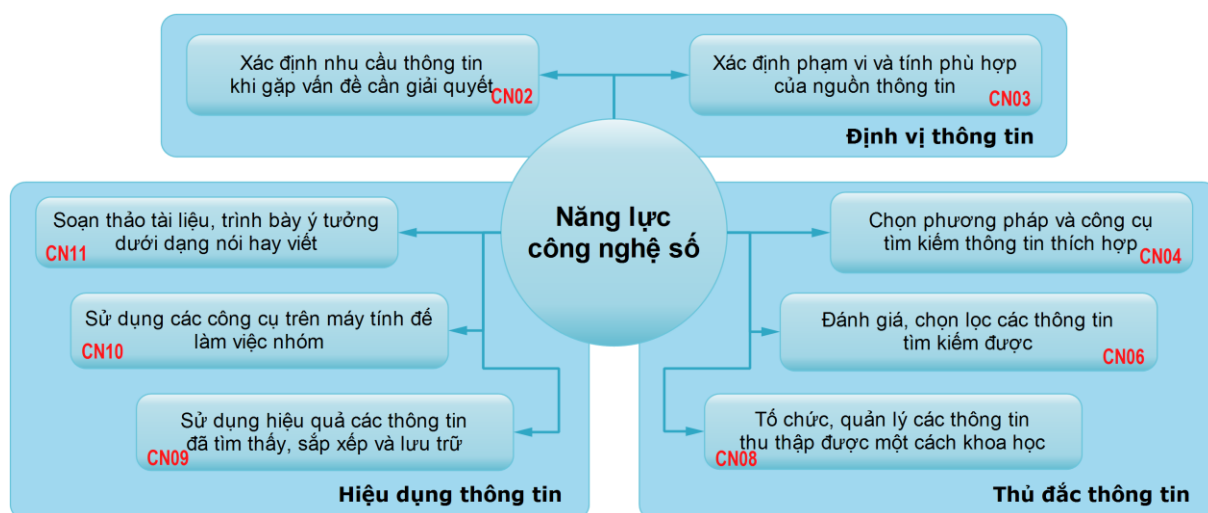 Xác định nhu cầu thông tin
khi gặp vấn đề cần giải quyết
CN02
Xác định phạm vi và tính phù hợp
của nguồn thông tin
CN03
Định vị thông tin
Năng lực
công nghệ số
Soạn thảo tài liệu, trình bày ý tưởng
dưới dạng nói hay viết
CN11
Sử dụng các công cụ trên máy tính để
làm việc nhóm
CN10
Sử dụng hiệu quả các thông tin
đã tìm thấy, sắp xếp và lưu trữ
CN09
Hiệu dụng thông tin
Chọn phương pháp và công cụ
tìm kiếm thông tin thích hợp
CN04
Đánh giá, chọn lọc các thông tin
tìm kiếm được
CN06
Tổ chức, quản lý các thông tin
thu thập được một cách khoa học
CN08
Thủ đắc thông tin